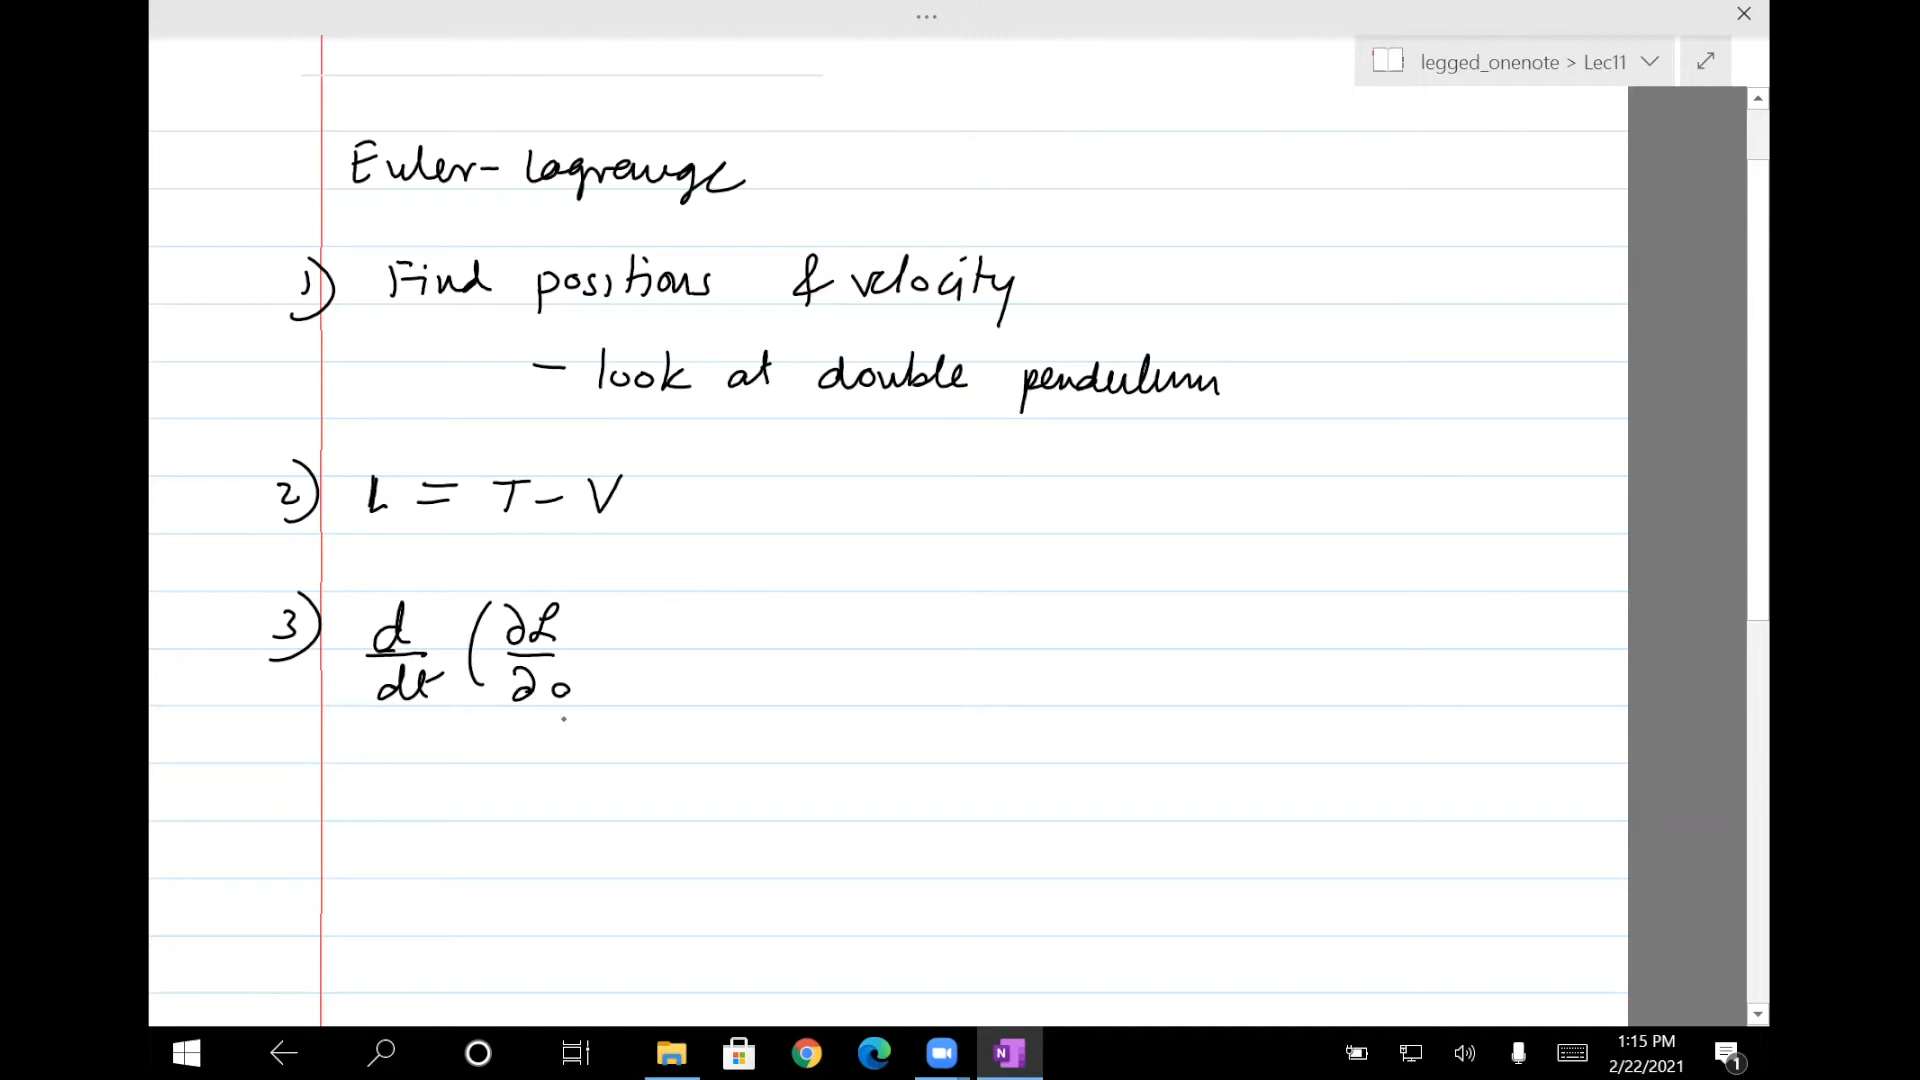 legged_onenote > Lec11
Euler-Lagrange
1) Find positions & velocity
- look at double pendulum
2) L = T - V
3) d/dt ( ∂L/∂
1:15 PM
2/22/2021
1